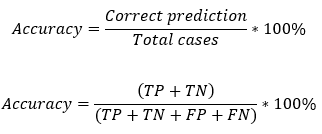 Accuracy = Correct prediction / Total cases * 100%
Accuracy = (TP + TN) / (TP + TN + FP + FN) * 100%